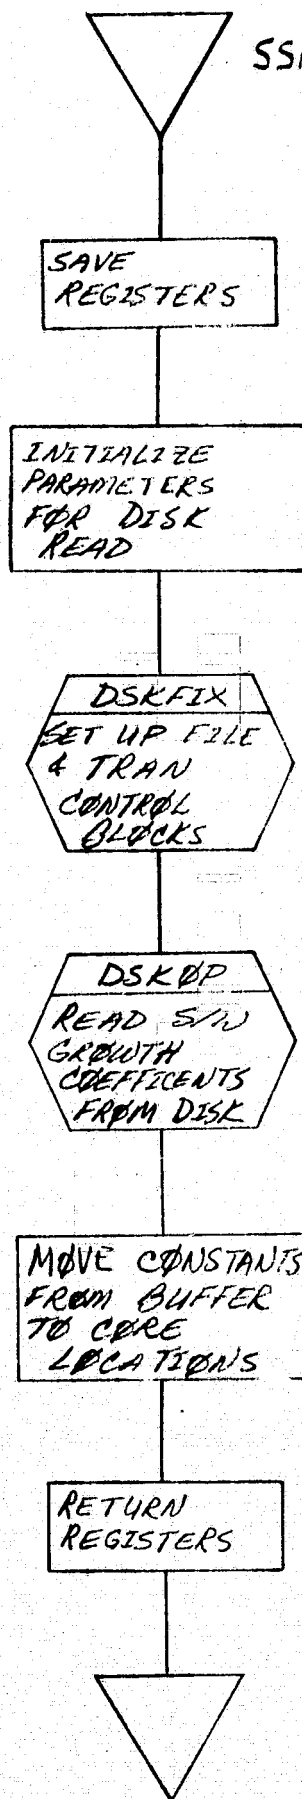 SAVE
REGISTERS
INITIALIZE
PARAMETERS
FØR DISK
READ
DSKFIX
SET UP FILE
& TRAN
CØNTRØL
BLØCKS
DSKØP
READ S/N
GRØWTH
CØEFFICENTS
FRØM DISK
MØVE CØNSTANTS
FRØM BUFFER
TØ CØRE
LØCATIØNS
RETURN
REGISTERS